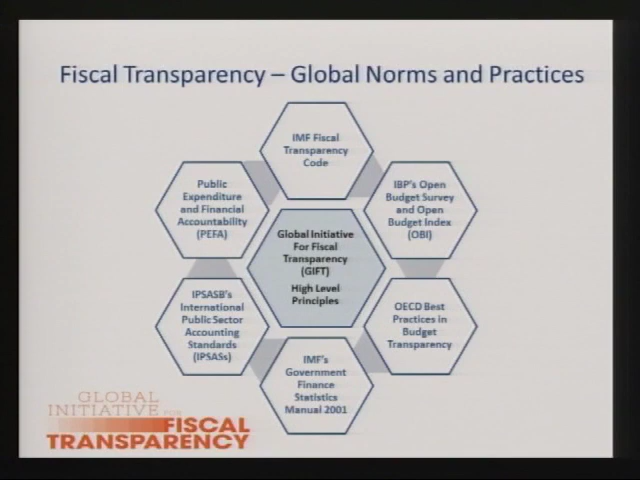 Fiscal Transparency – Global Norms and Practices
IMF Fiscal
Transparency
Code
Public
Expenditure
and Financial
Accountability
(PEFA)
IBP's Open
Budget Survey
and Open
Budget Index
(OBI)
Global Initiative
For Fiscal
Transparency
(GIFT)
High Level
Principles
IPSASB's
International
Public Sector
Accounting
Standards
(IPSASs)
OECD Best
Practices in
Budget
Transparency
IMF's
Government
Finance
Statistics
Manual 2001
GLOBAL
INITIATIVE FOR
FISCAL
TRANSPARENCY